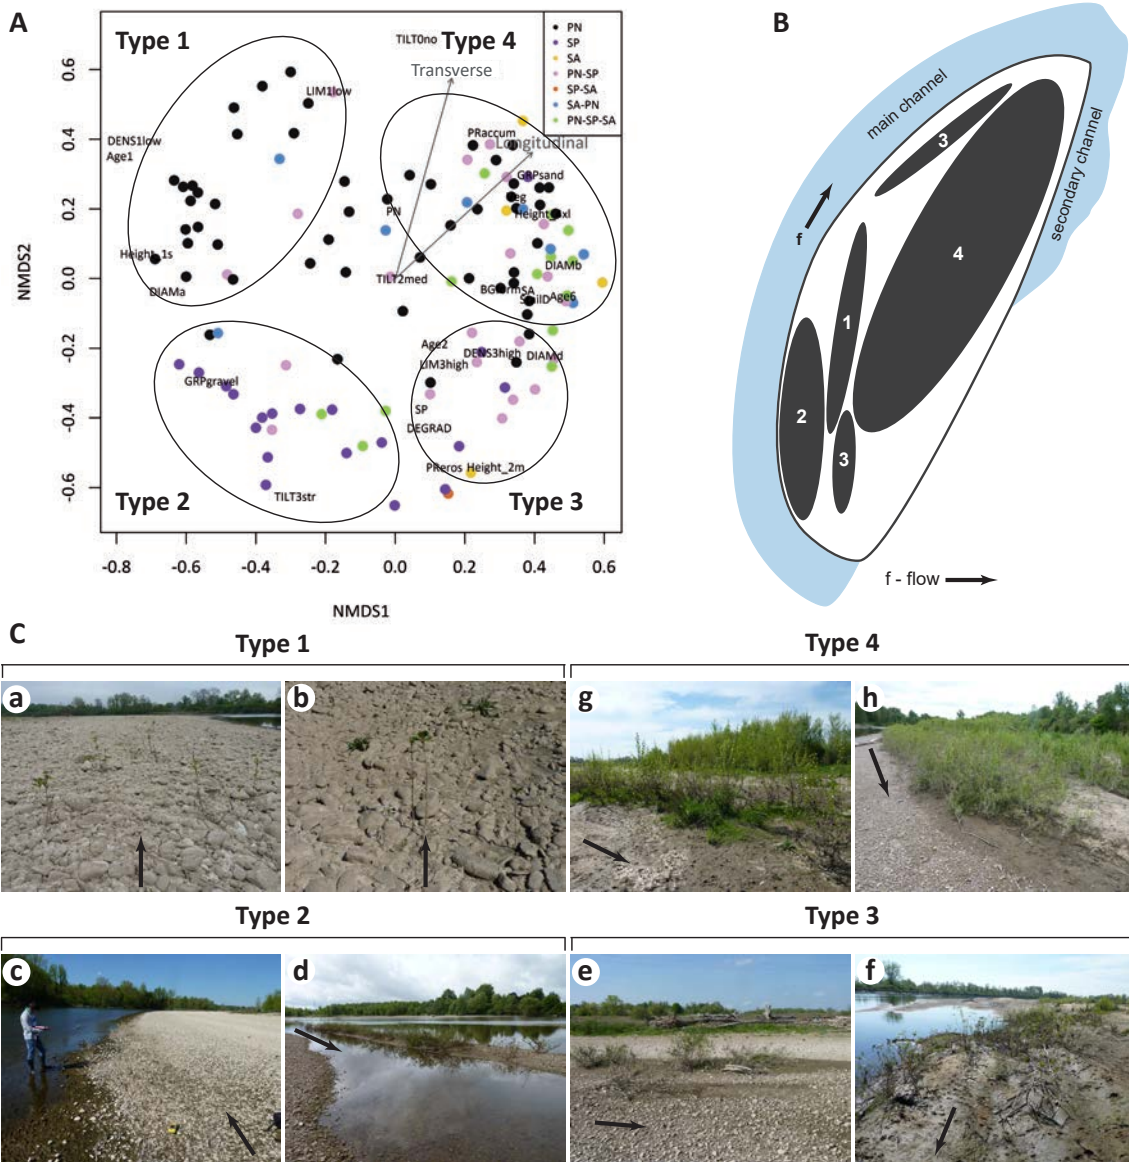 A
Type 1
TILT0no
Type 4
Transverse
PN
SP
SA
PN-SP
SP-SA
SA-PN
PN-SP-SA
LIM1low
DENS1low
Age1
PRaccum
Longitudinal
GRPsand
Height_xl
PN
Height_1s
DIAMa
TILT2med
DIAMb
Age6
Age2
DENS3high
DIAMd
LIM3high
GRPgravel
SP
DEGRAD
PReros
Height_2m
TILT3str
Type 2
Type 3
0.6
0.4
0.2
0.0
-0.2
-0.4
-0.6
NMDS2
-0.8
-0.6
-0.4
-0.2
0.0
0.2
0.4
0.6
NMDS1
B
main channel
secondary channel
f
3
4
1
2
3
f - flow
C
Type 1
Type 4
a
b
g
h
Type 2
Type 3
c
d
e
f